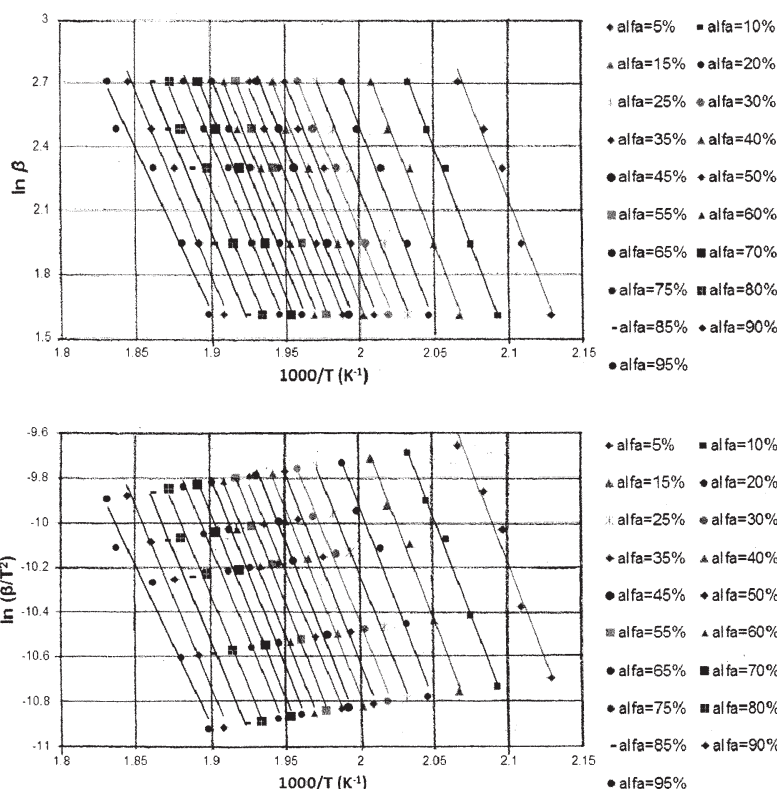 3
2.7
2.4
2.1
1.8
1.5
ln β
1.8 1.85 1.9 1.95 2 2.05 2.1 2.15
1000/T (K⁻¹)
alfa=5% alfa=10%
alfa=15% alfa=20%
alfa=25% alfa=30%
alfa=35% alfa=40%
alfa=45% alfa=50%
alfa=55% alfa=60%
alfa=65% alfa=70%
alfa=75% alfa=80%
alfa=85% alfa=90%
alfa=95%
-9.6
-9.8
-10
-10.2
-10.4
-10.6
-10.8
-11
ln (β/T²)
1.8 1.85 1.9 1.95 2 2.05 2.1 2.15
1000/T (K⁻¹)
alfa=5% alfa=10%
alfa=15% alfa=20%
alfa=25% alfa=30%
alfa=35% alfa=40%
alfa=45% alfa=50%
alfa=55% alfa=60%
alfa=65% alfa=70%
alfa=75% alfa=80%
alfa=85% alfa=90%
alfa=95%